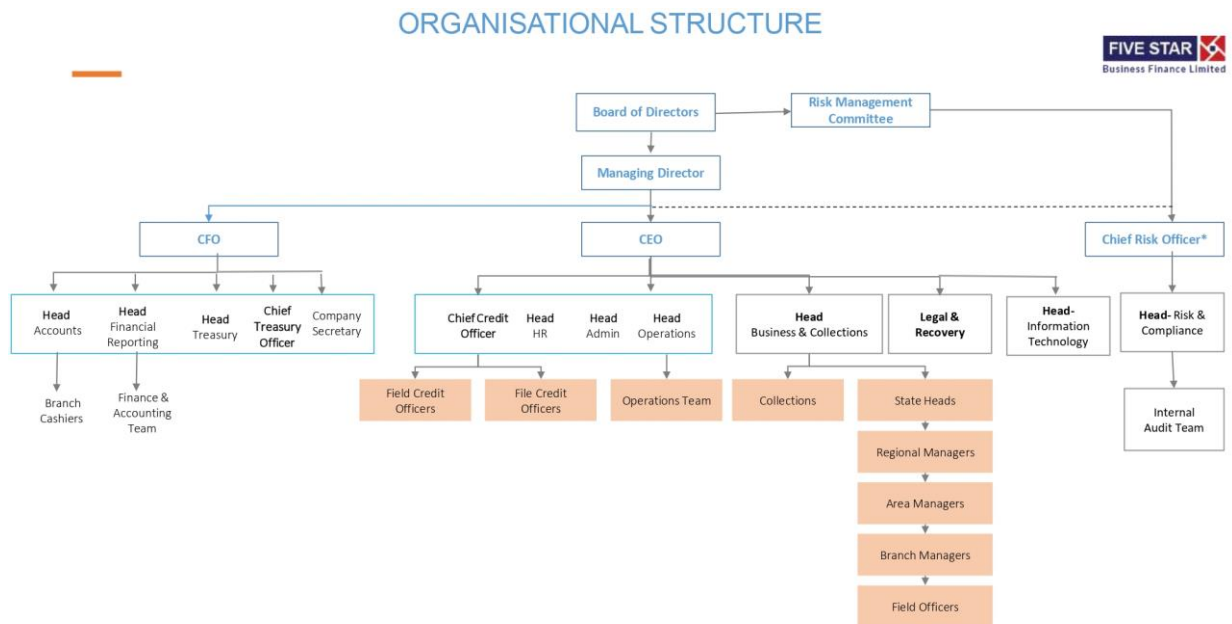 ORGANISATIONAL STRUCTURE
FIVE STAR
Business Finance Limited
Board of Directors
Risk Management
Committee
Managing Director
CFO
CEO
Chief Risk Officer*
Head
Accounts
Head
Financial
Reporting
Head
Treasury
Chief
Treasury
Officer
Company
Secretary
Chief Credit
Officer
Head
HR
Head
Admin
Head
Operations
Head
Business & Collections
Legal &
Recovery
Head-
Information
Technology
Head- Risk &
Compliance
Branch
Cashiers
Finance &
Accounting
Team
Field Credit
Officers
File Credit
Officers
Operations Team
Collections
State Heads
Internal
Audit Team
Regional Managers
Area Managers
Branch Managers
Field Officers